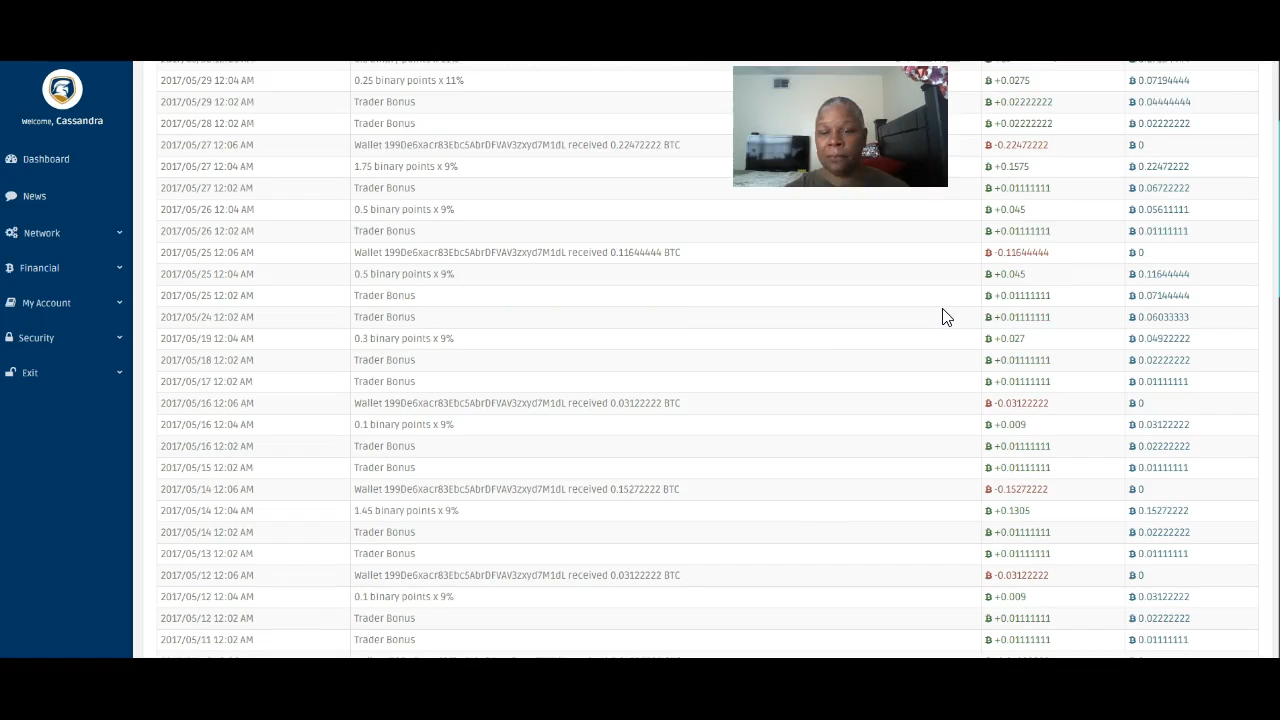 2017/05/29 12:04 AM 0.25 binary points x 11% +0.0275 0.07194444
2017/05/29 12:02 AM Trader Bonus +0.02222222 0.04444444
Welcome, Cassandra
2017/05/28 12:02 AM Trader Bonus +0.02222222 0.02222222
2017/05/27 12:06 AM Wallet 199De6xacr83Ebc5AbrDFVAV3zxyd7M1dL received 0.22472222 BTC -0.22472222 0
Dashboard
2017/05/27 12:04 AM 1.75 binary points x 9% +0.1575 0.22472222
2017/05/27 12:02 AM Trader Bonus +0.01111111 0.06722222
News
2017/05/26 12:04 AM 0.5 binary points x 9% +0.045 0.05611111
2017/05/26 12:02 AM Trader Bonus +0.01111111 0.01111111
Network
2017/05/25 12:06 AM Wallet 199De6xacr83Ebc5AbrDFVAV3zxyd7M1dL received 0.11644444 BTC -0.11644444 0
Financial
2017/05/25 12:04 AM 0.5 binary points x 9% +0.045 0.11644444
2017/05/25 12:02 AM Trader Bonus +0.01111111 0.07144444
My Account
2017/05/24 12:02 AM Trader Bonus +0.01111111 0.06033333
Security
2017/05/19 12:04 AM 0.3 binary points x 9% +0.027 0.04922222
2017/05/18 12:02 AM Trader Bonus +0.01111111 0.02222222
Exit
2017/05/17 12:02 AM Trader Bonus +0.01111111 0.01111111
2017/05/16 12:06 AM Wallet 199De6xacr83Ebc5AbrDFVAV3zxyd7M1dL received 0.03122222 BTC -0.03122222 0
2017/05/16 12:04 AM 0.1 binary points x 9% +0.009 0.03122222
2017/05/16 12:02 AM Trader Bonus +0.01111111 0.02222222
2017/05/15 12:02 AM Trader Bonus +0.01111111 0.01111111
2017/05/14 12:06 AM Wallet 199De6xacr83Ebc5AbrDFVAV3zxyd7M1dL received 0.15272222 BTC -0.15272222 0
2017/05/14 12:04 AM 1.45 binary points x 9% +0.1305 0.15272222
2017/05/14 12:02 AM Trader Bonus +0.01111111 0.02222222
2017/05/13 12:02 AM Trader Bonus +0.01111111 0.01111111
2017/05/12 12:06 AM Wallet 199De6xacr83Ebc5AbrDFVAV3zxyd7M1dL received 0.03122222 BTC -0.03122222 0
2017/05/12 12:04 AM 0.1 binary points x 9% +0.009 0.03122222
2017/05/12 12:02 AM Trader Bonus +0.01111111 0.02222222
2017/05/11 12:02 AM Trader Bonus +0.01111111 0.01111111